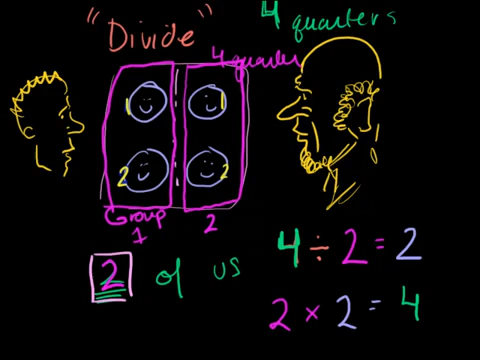 "Divide"
4 quarters
4 quarter
1 1
2 2
Group 1
2
2 of us
4 ÷ 2 = 2
2 × 2 = 4